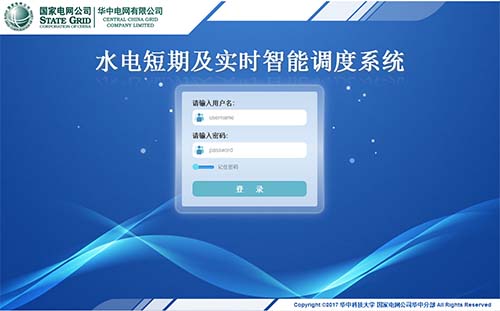 国家电网公司 华中电网有限公司
STATE GRID CENTRAL CHINA GRID
CORPORATION OF CHINA COMPANY LIMITED
水电短期及实时智能调度系统
请输入用户名:
username
请输入密码:
password
记住密码
登 录
Copyright ©2017 华中科技大学 国家电网公司华中分部 All Rights Reserved